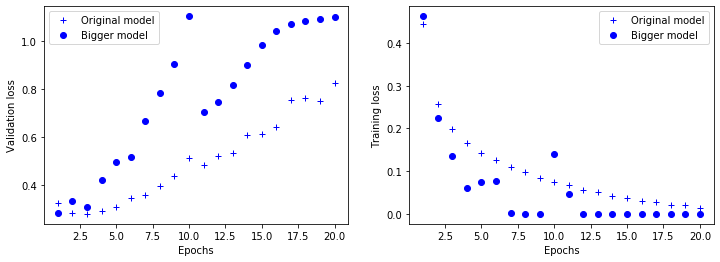 Original model
Bigger model
1.0
0.8
0.6
0.4
Validation loss
2.5 5.0 7.5 10.0 12.5 15.0 17.5 20.0
Epochs
Original model
Bigger model
0.4
0.3
0.2
0.1
0.0
Training loss
2.5 5.0 7.5 10.0 12.5 15.0 17.5 20.0
Epochs